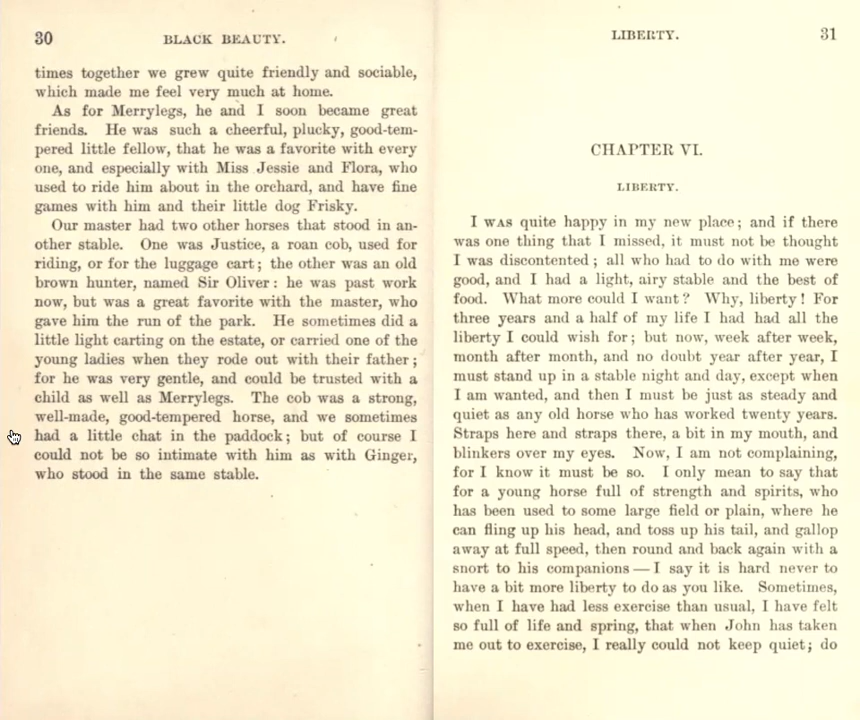 30
BLACK BEAUTY.
times together we grew quite friendly and sociable,
which made me feel very much at home.
As for Merrylegs, he and I soon became great
friends. He was such a cheerful, plucky, good-tem-
pered little fellow, that he was a favorite with every
one, and especially with Miss Jessie and Flora, who
used to ride him about in the orchard, and have fine
games with him and their little dog Frisky.
Our master had two other horses that stood in an-
other stable. One was Justice, a roan cob, used for
riding, or for the luggage cart; the other was an old
brown hunter, named Sir Oliver: he was past work
now, but was a great favorite with the master, who
gave him the run of the park. He sometimes did a
little light carting on the estate, or carried one of the
young ladies when they rode out with their father;
for he was very gentle, and could be trusted with a
child as well as Merrylegs. The cob was a strong,
well-made, good-tempered horse, and we sometimes
had a little chat in the paddock; but of course I
could not be so intimate with him as with Ginger,
who stood in the same stable.
LIBERTY.
31
CHAPTER VI.
LIBERTY.
I WAS quite happy in my new place; and if there
was one thing that I missed, it must not be thought
I was discontented; all who had to do with me were
good, and I had a light, airy stable and the best of
food. What more could I want? Why, liberty! For
three years and a half of my life I had had all the
liberty I could wish for; but now, week after week,
month after month, and no doubt year after year, I
must stand up in a stable night and day, except when
I am wanted, and then I must be just as steady and
quiet as any old horse who has worked twenty years.
Straps here and straps there, a bit in my mouth, and
blinkers over my eyes. Now, I am not complaining,
for I know it must be so. I only mean to say that
for a young horse full of strength and spirits, who
has been used to some large field or plain, where he
can fling up his head, and toss up his tail, and gallop
away at full speed, then round and back again with a
snort to his companions — I say it is hard never to
have a bit more liberty to do as you like. Sometimes,
when I have had less exercise than usual, I have felt
so full of life and spring, that when John has taken
me out to exercise, I really could not keep quiet; do